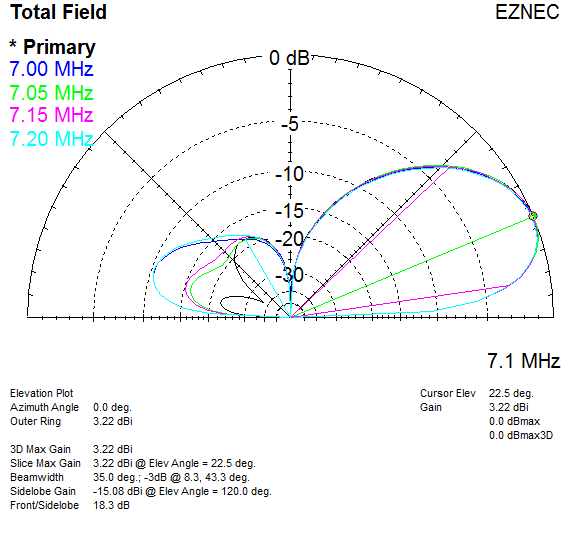 Total Field
EZNEC
* Primary
7.00 MHz
7.05 MHz
7.15 MHz
7.20 MHz
0 dB
-5
-10
-15
-20
-30
7.1 MHz
Elevation Plot
Azimuth Angle 0.0 deg.
Outer Ring 3.22 dBi
Cursor Elev 22.5 deg.
Gain 3.22 dBi
0.0 dBmax
0.0 dBmax3D
3D Max Gain 3.22 dBi
Slice Max Gain 3.22 dBi @ Elev Angle = 22.5 deg.
Beamwidth 35.0 deg.; -3dB @ 8.3, 43.3 deg.
Sidelobe Gain -15.08 dBi @ Elev Angle = 120.0 deg.
Front/Sidelobe 18.3 dB